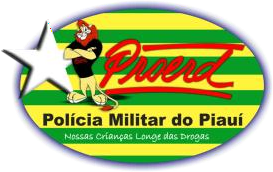 Proerd
Polícia Militar do Piauí
Nossas Crianças Longe das Drogas